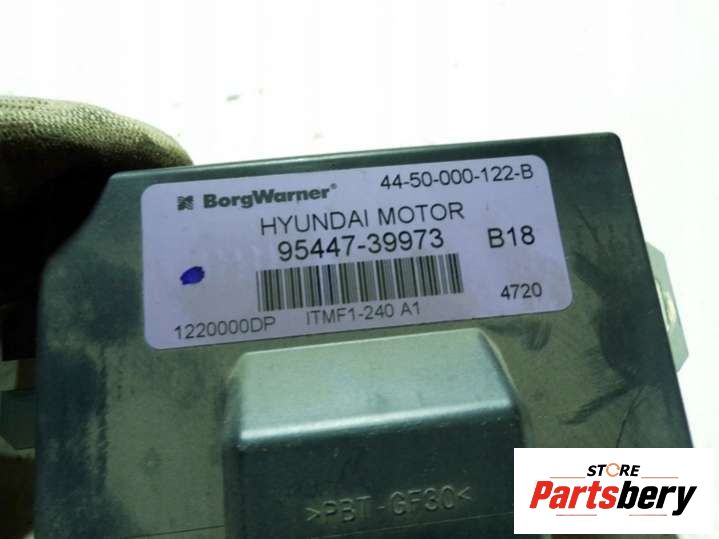 BorgWarner®
44-50-000-122-B
HYUNDAI MOTOR
95447-39973 B18
4720
1220000DP ITMF1-240 A1
>PBT-GF30<
STORE
Partsbery